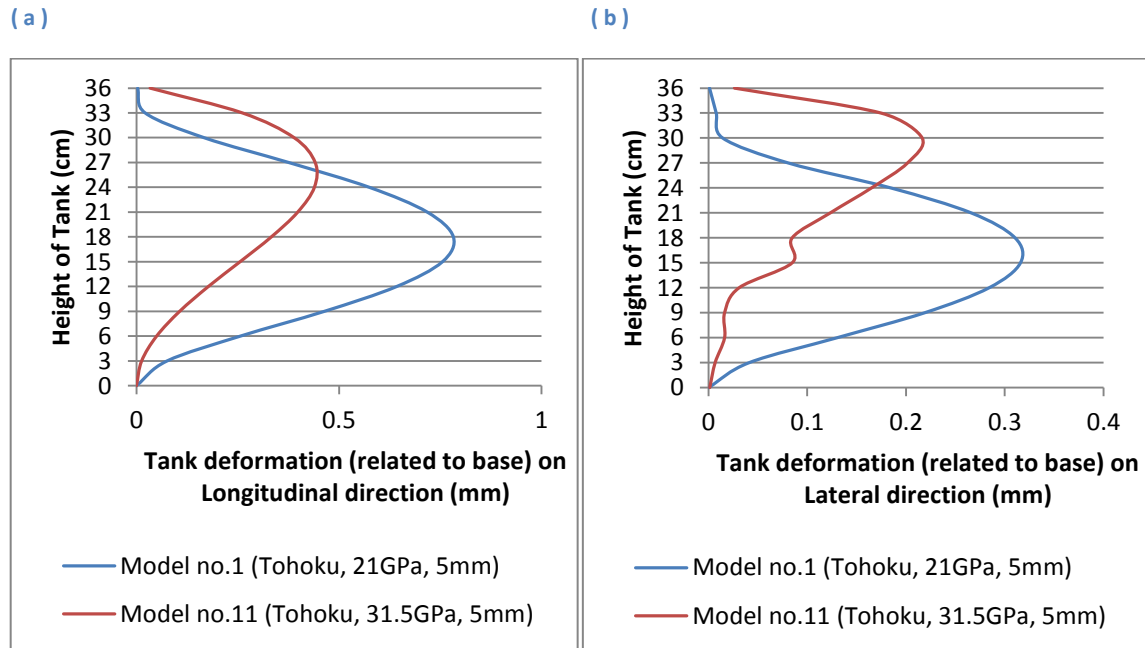 ( a )
36
33
30
27
24
21
18
15
12
9
6
3
0
Height of Tank (cm)
0 0.5 1
Tank deformation (related to base) on
Longitudinal direction (mm)
Model no.1 (Tohoku, 21GPa, 5mm)
Model no.11 (Tohoku, 31.5GPa, 5mm)
( b )
36
33
30
27
24
21
18
15
12
9
6
3
0
Height of Tank (cm)
0 0.1 0.2 0.3 0.4
Tank deformation (related to base) on
Lateral direction (mm)
Model no.1 (Tohoku, 21GPa, 5mm)
Model no.11 (Tohoku, 31.5GPa, 5mm)